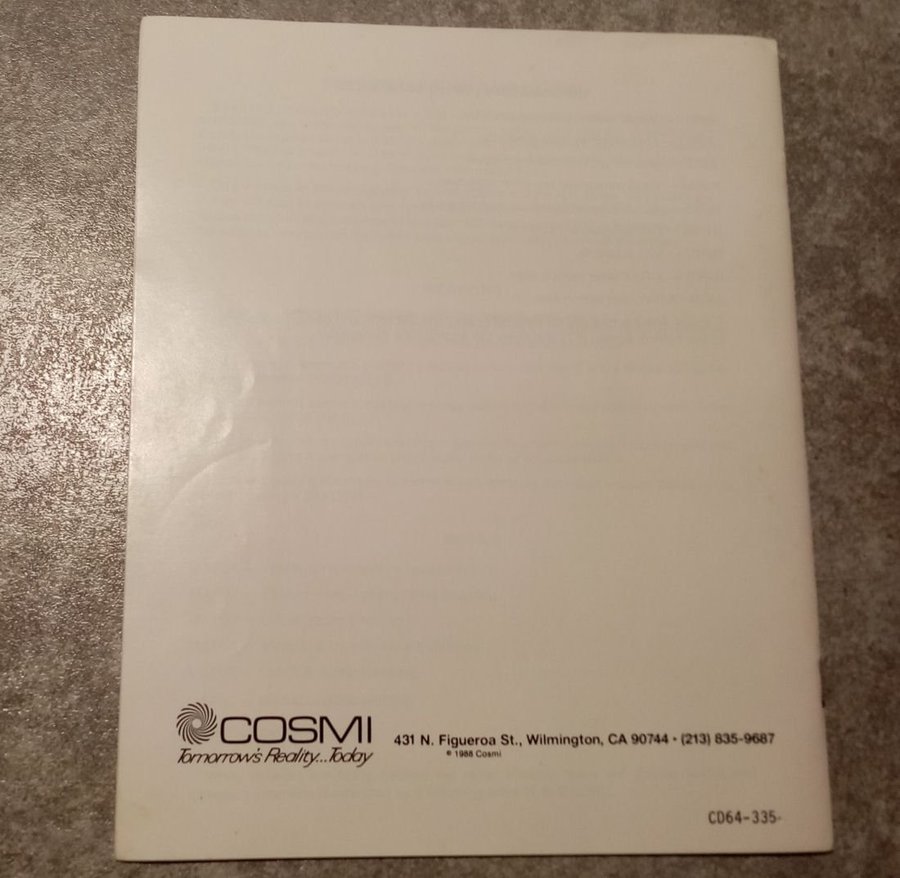 COSMI
Tomorrow's Reality...Today
431 N. Figueroa St., Wilmington, CA 90744 • (213) 835-9687
© 1988 Cosmi
CD64-335